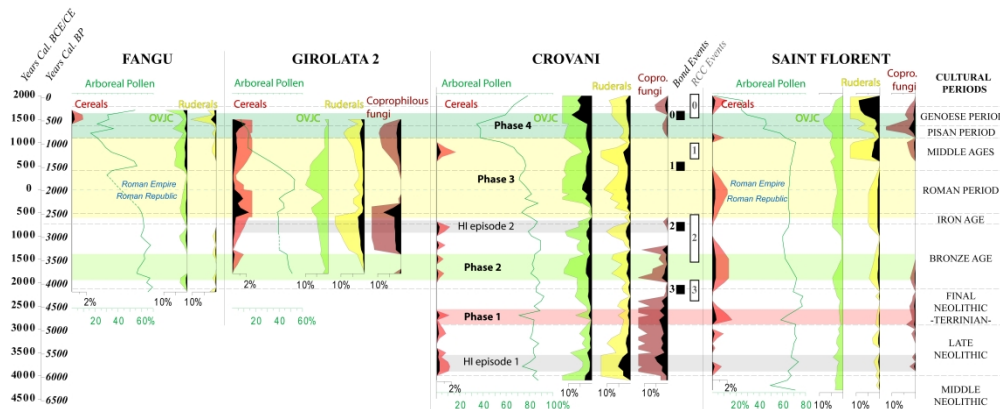 Years Cal. BCE/CE
Years Cal. BP
FANGU
GIROLATA 2
CROVANI
Bond Events
RCC Events
SAINT FLORENT
CULTURAL
PERIODS
Arboreal Pollen
Cereals
Ruderals
OVJC
Arboreal Pollen
Cereals
Ruderals
OVJC
Coprophilous
fungi
Arboreal Pollen
Cereals
OVJC
Ruderals
Copro.
fungi
Arboreal Pollen
Cereals
OVJC
Ruderals
Copro.
fungi
2000 0
1500 500
1000 1000
500 1500
0 2000
500 2500
1000 3000
1500 3500
2000 4000
2500 4500
3000 5000
3500 5500
4000 6000
4500 6500
Roman Empire
Roman Republic
Roman Empire
Roman Republic
Phase 4
Phase 3
HI episode 2
Phase 2
Phase 1
HI episode 1
0
1
2
3
0
1
2
3
GENOESE PERIOD
PISAN PERIOD
MIDDLE AGES
ROMAN PERIOD
IRON AGE
BRONZE AGE
FINAL
NEOLITHIC
-TERRINIAN-
LATE
NEOLITHIC
MIDDLE
NEOLITHIC
2% 10% 10%
20 40 60%
2% 10% 10% 10%
20 40 60%
2% 10% 10% 10%
20 40 60 80 100%
2% 10% 10% 10%
20% 40 60 80